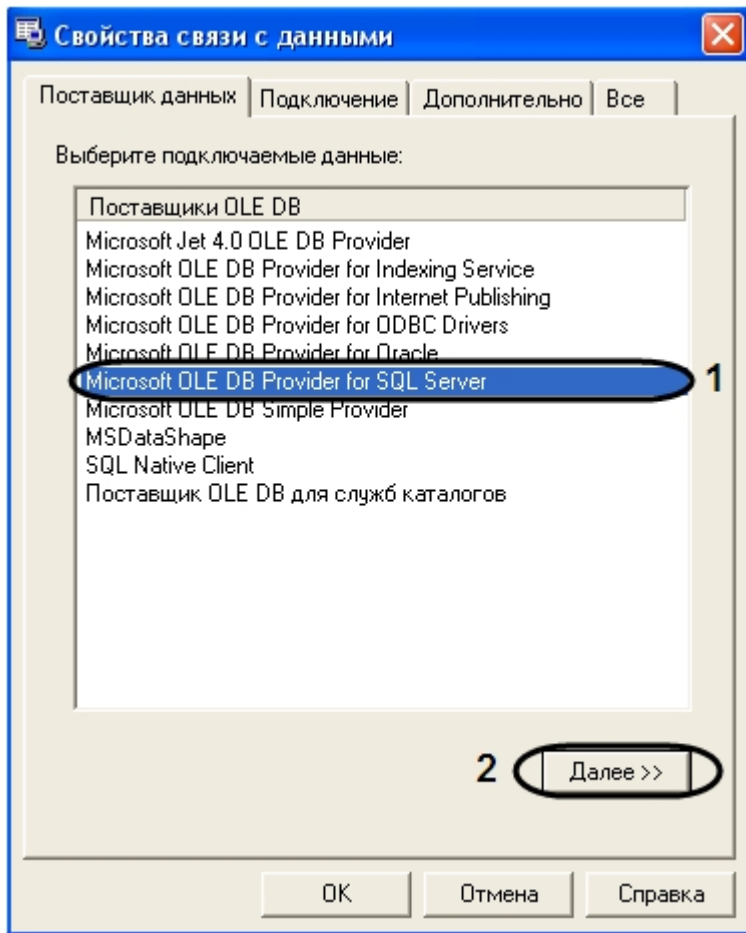 Свойства связи с данными
Поставщик данных Подключение Дополнительно Все
Выберите подключаемые данные:
Поставщики OLE DB
Microsoft Jet 4.0 OLE DB Provider
Microsoft OLE DB Provider for Indexing Service
Microsoft OLE DB Provider for Internet Publishing
Microsoft OLE DB Provider for ODBC Drivers
Microsoft OLE DB Provider for Oracle
Microsoft OLE DB Provider for SQL Server 1
Microsoft OLE DB Simple Provider
MSDataShape
SQL Native Client
Поставщик OLE DB для служб каталогов
2 Далее >>
OK Отмена Справка